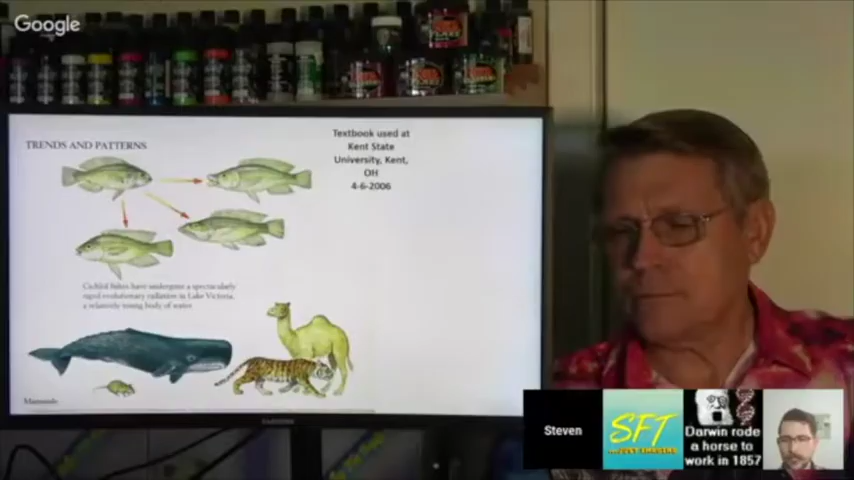 Google
TRENDS AND PATTERNS
Textbook used at
Kent State
University, Kent,
OH
4-6-2006
Cichlid fishes have undergone a spectacularly
rapid evolutionary radiation in Lake Victoria,
a relatively young body of water.
Mammals
SAMSUNG
Steven
SFT
Darwin rode
a horse to
work in 1857